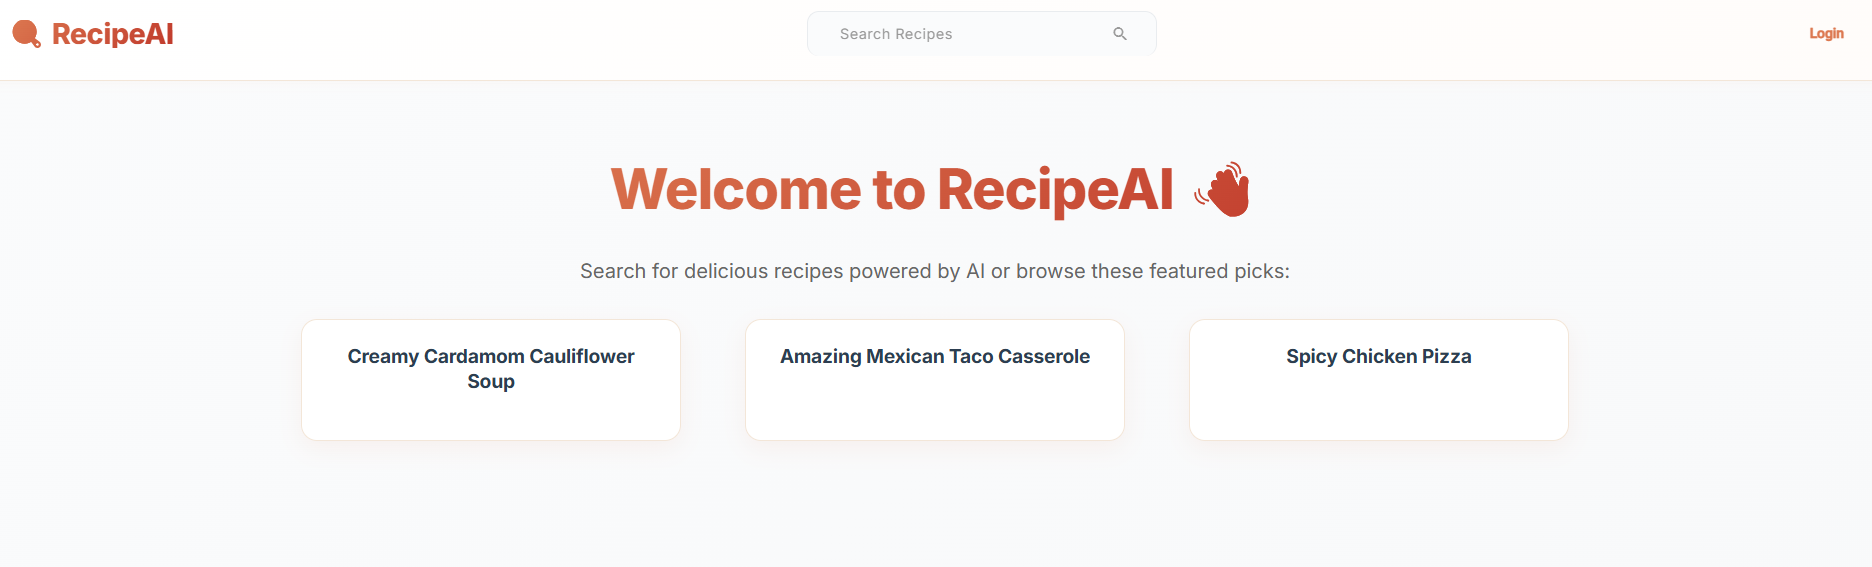 RecipeAI
Search Recipes
Login
Welcome to RecipeAI
Search for delicious recipes powered by AI or browse these featured picks:
Creamy Cardamom Cauliflower
Soup
Amazing Mexican Taco Casserole
Spicy Chicken Pizza